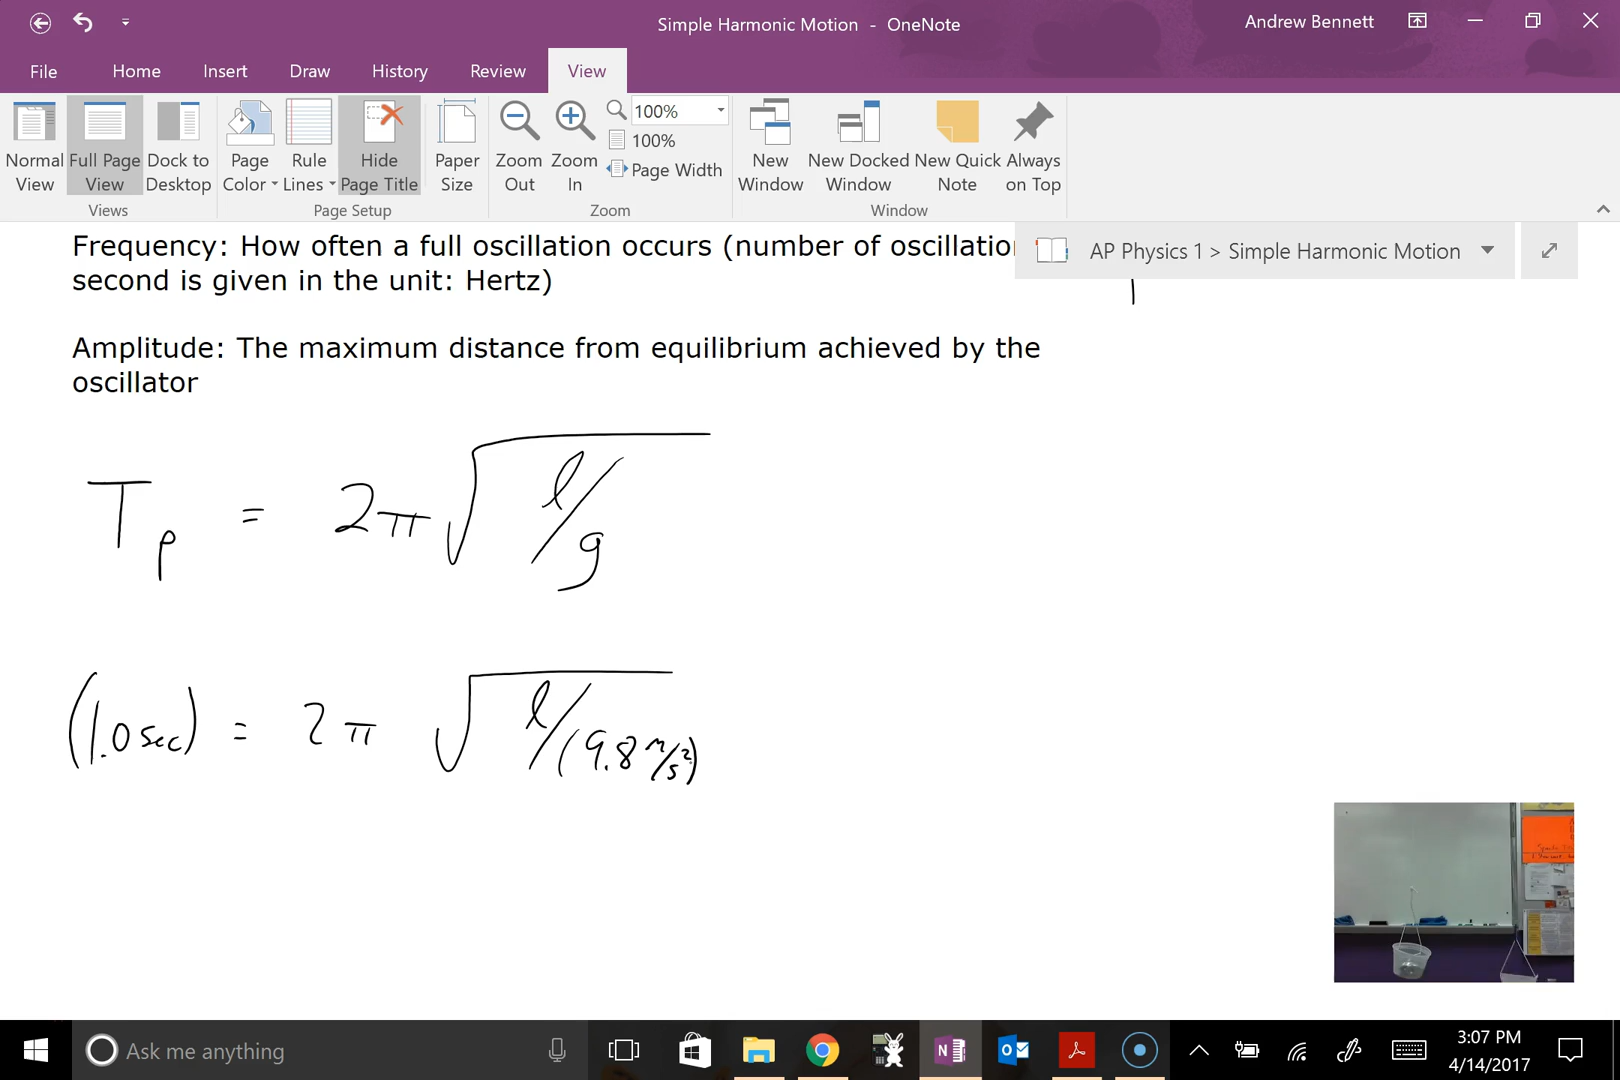 Simple Harmonic Motion - OneNote
Andrew Bennett
File Home Insert Draw History Review View
Normal View
Full Page View
Dock to Desktop
Views
Page Color
Rule Lines
Hide Page Title
Paper Size
Page Setup
Zoom Out
Zoom In
100%
100%
Page Width
Zoom
New Window
New Docked Window
New Quick Note
Always on Top
Window
AP Physics 1 > Simple Harmonic Motion
Frequency: How often a full oscillation occurs (number of
second is given in the unit: Hertz)
Amplitude: The maximum distance from equilibrium achieved by the
oscillator
Tp = 2π√l/g
(1.0 sec) = 2π √l/(9.8 m/s²)
Ask me anything
3:07 PM
4/14/2017